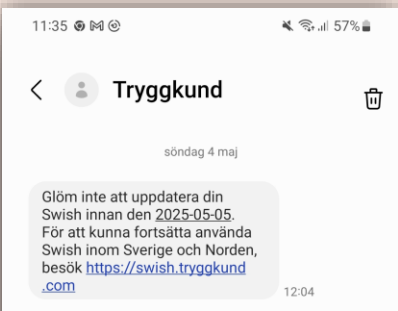 11:35 57%
Tryggkund
söndag 4 maj
Glöm inte att uppdatera din
Swish innan den 2025-05-05.
För att kunna fortsätta använda
Swish inom Sverige och Norden,
besök https://swish.tryggkund
.com
12:04